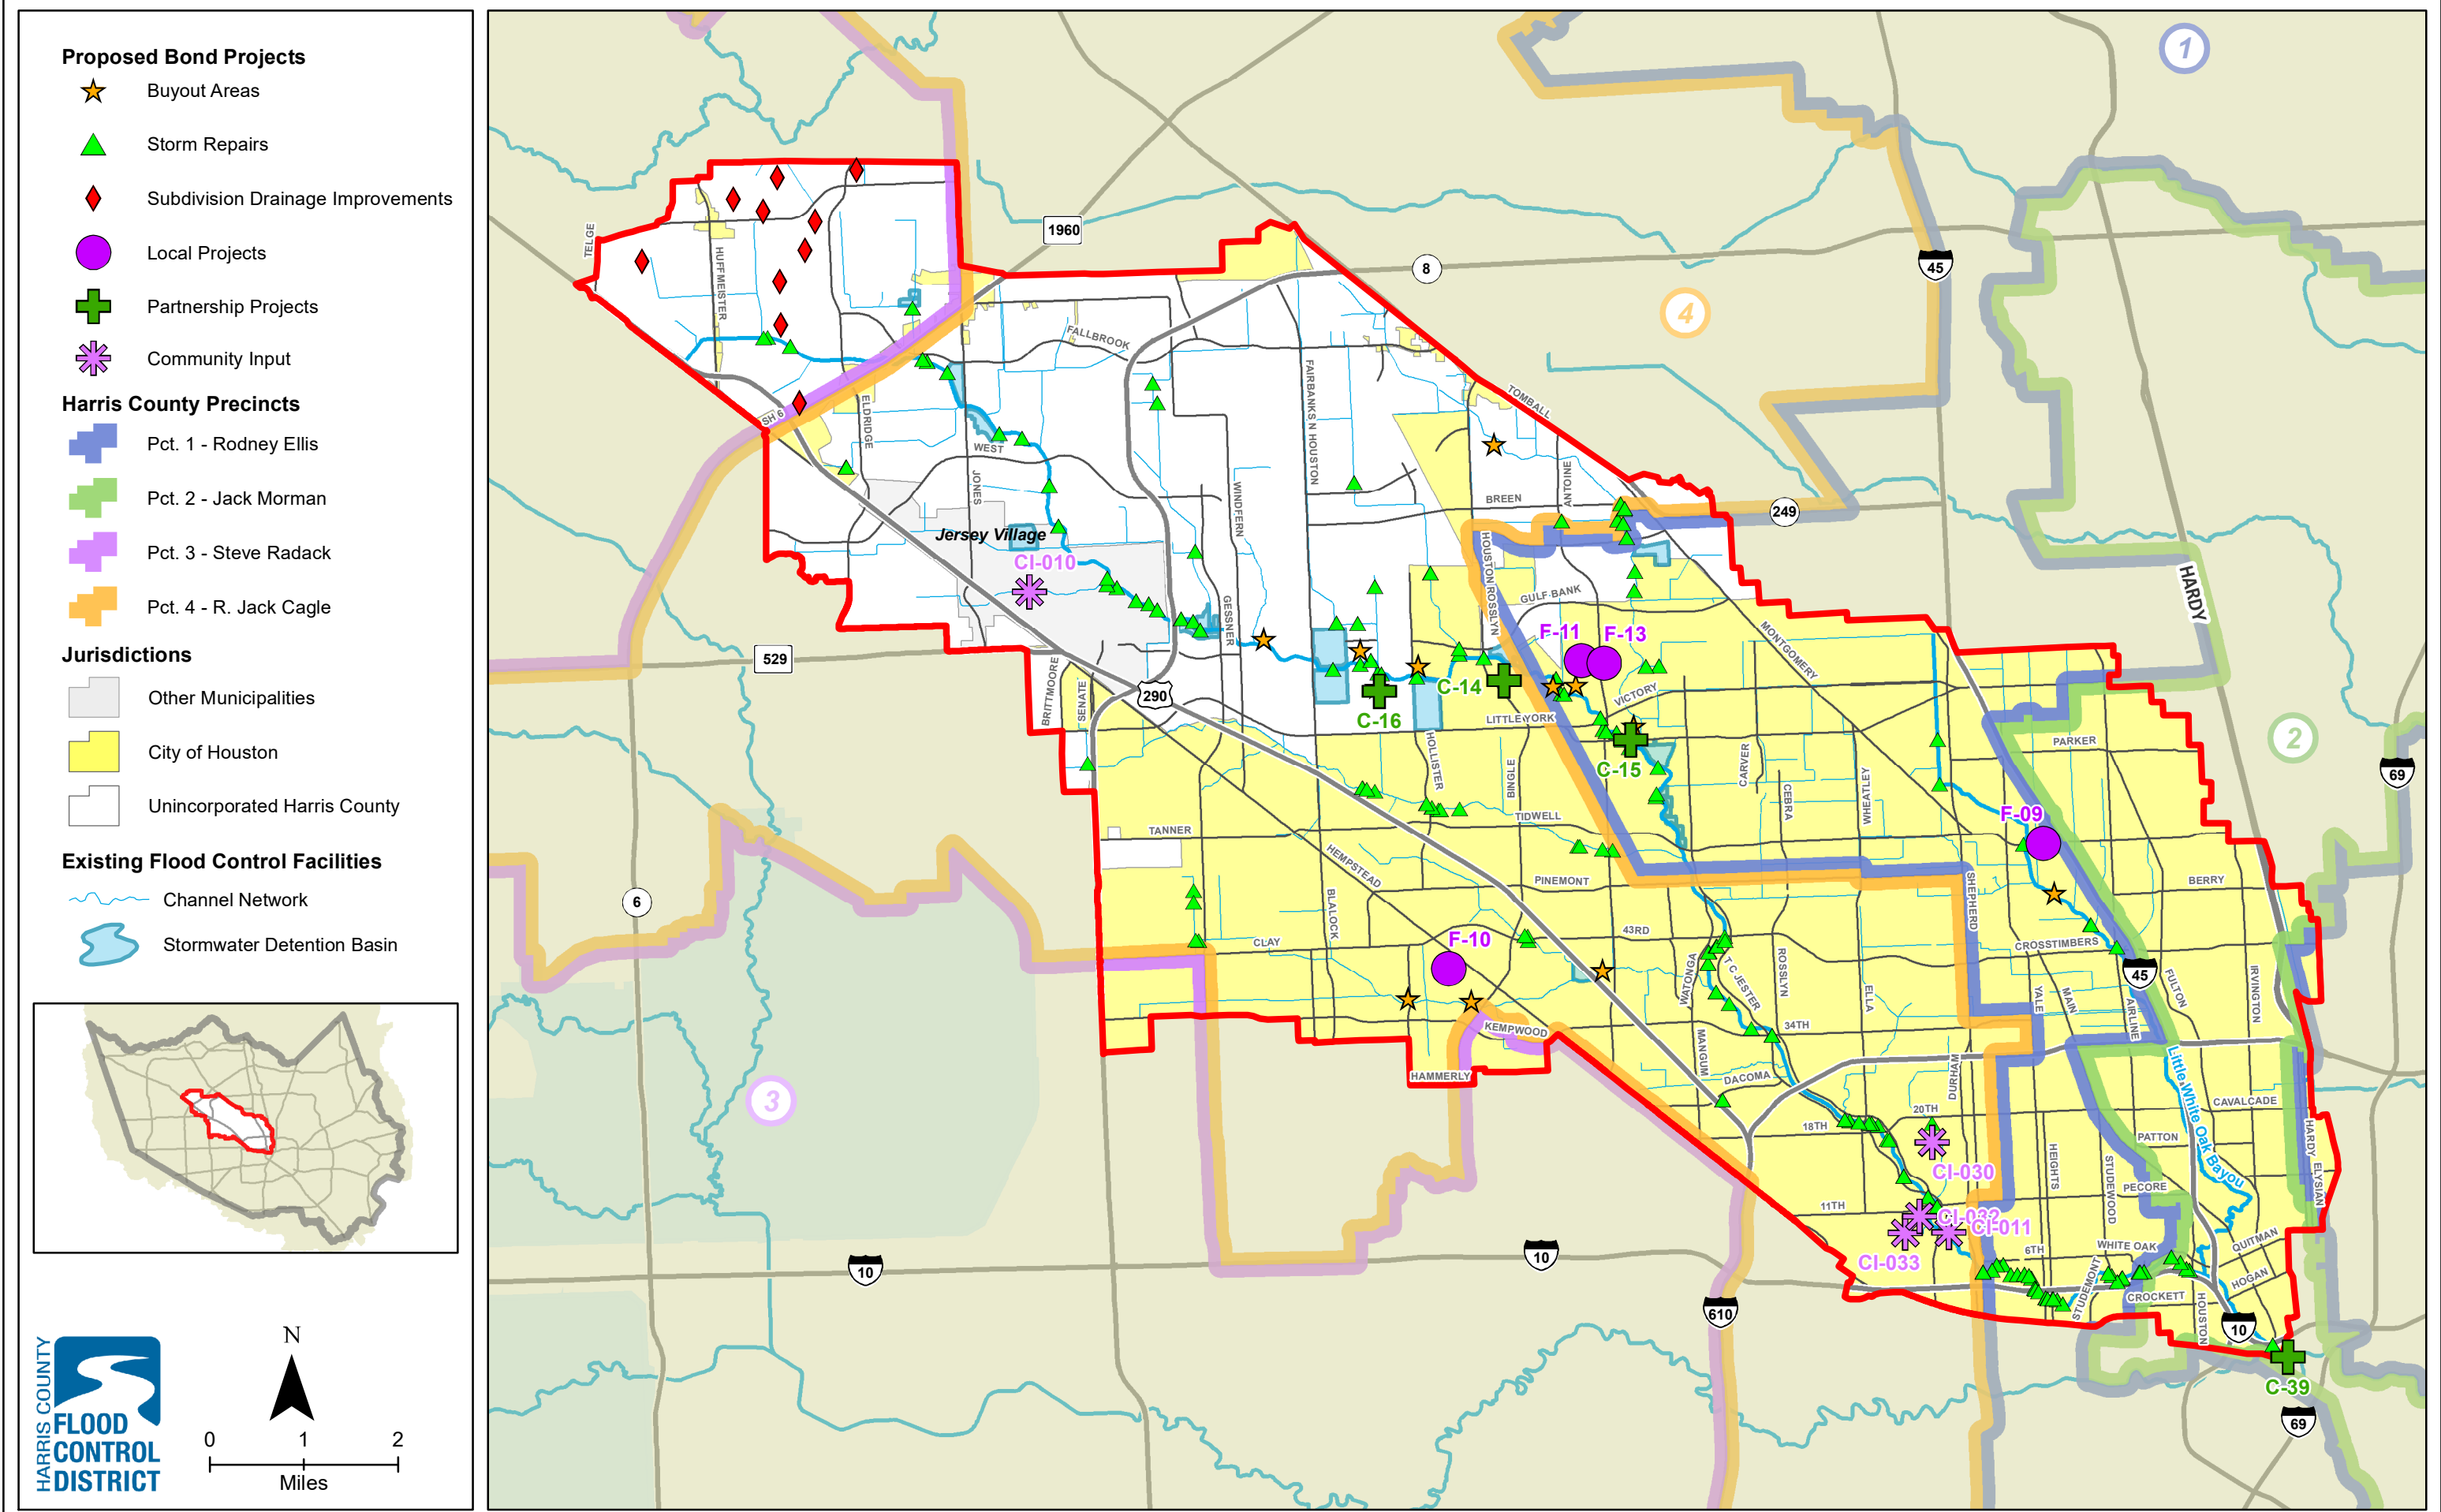 Proposed Bond Projects
Buyout Areas
Storm Repairs
Subdivision Drainage Improvements
Local Projects
Partnership Projects
Community Input
Harris County Precincts
Pct. 1 - Rodney Ellis
Pct. 2 - Jack Morman
Pct. 3 - Steve Radack
Pct. 4 - R. Jack Cagle
Jurisdictions
Other Municipalities
City of Houston
Unincorporated Harris County
Existing Flood Control Facilities
Channel Network
Stormwater Detention Basin
HARRIS COUNTY
FLOOD
CONTROL
DISTRICT
N
0 1 2
Miles
1
TELGE
HUFFMEISTER
1960
8
45
4
FALLBROOK
SH 6
ELDRIDGE
WEST
JONES
FAIRBANKS N HOUSTON
TOMBALL
WINDFERN
BREEN
ANTOINE
249
Jersey Village
CI-010
HOUSTON ROSSLYN
GULF BANK
HARDY
GESSNER
F-11
F-13
MONTGOMERY
529
BRITTMOORE
SENATE
290
C-14
C-16
VICTORY
LITTLE YORK
C-15
HOLLISTER
BINGLE
CARVER
CEBRA
WHEATLEY
PARKER
2
69
F-09
TIDWELL
TANNER
HEMPSTEAD
PINEMONT
BERRY
6
BLALOCK
SHEPHERD
CLAY
F-10
43RD
CROSSTIMBERS
45
WATONGA
T C JESTER
ROSSLYN
ELLA
YALE
MAIN
AIRLINE
FULTON
IRVINGTON
KEMPWOOD
34TH
MANGUM
HAMMERLY
DACOMA
DURHAM
Little White Oak Bayou
3
20TH
18TH
CAVALCADE
PATTON
HARDY
ELYSIAN
CI-030
HEIGHTS
STUDEWOOD
PECORE
11TH
CI-032
CI-011
CI-033
6TH
WHITE OAK
QUITMAN
10
10
HOGAN
STUDEMONT
CROCKETT
HOUSTON
610
10
C-39
69